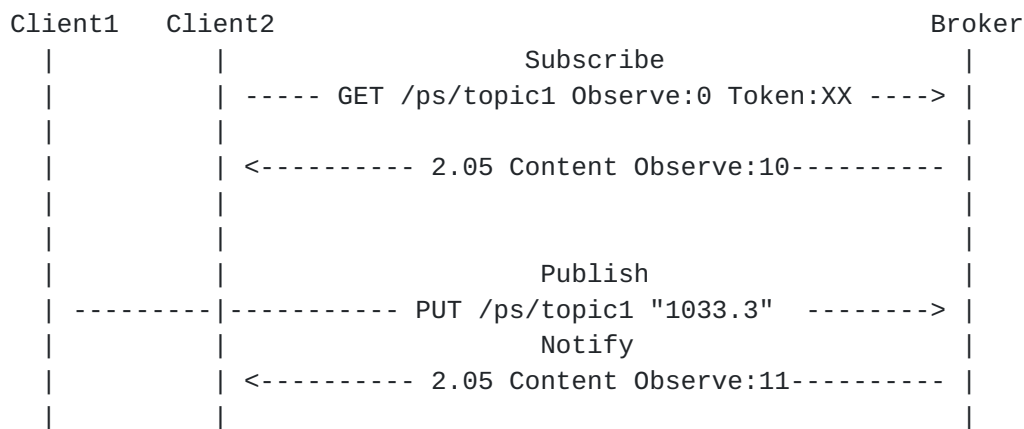 Client1   Client2                                          Broker
  |          |                   Subscribe                   |
  |          | ----- GET /ps/topic1 Observe:0 Token:XX ----> |
  |          |                                               |
  |          | <---------- 2.05 Content Observe:10---------- |
  |          |                                               |
  |          |                                               |
  |          |                    Publish                    |
  | ---------|----------- PUT /ps/topic1 "1033.3"  --------> |
  |          |                    Notify                     |
  |          | <---------- 2.05 Content Observe:11---------- |
  |          |                                               |